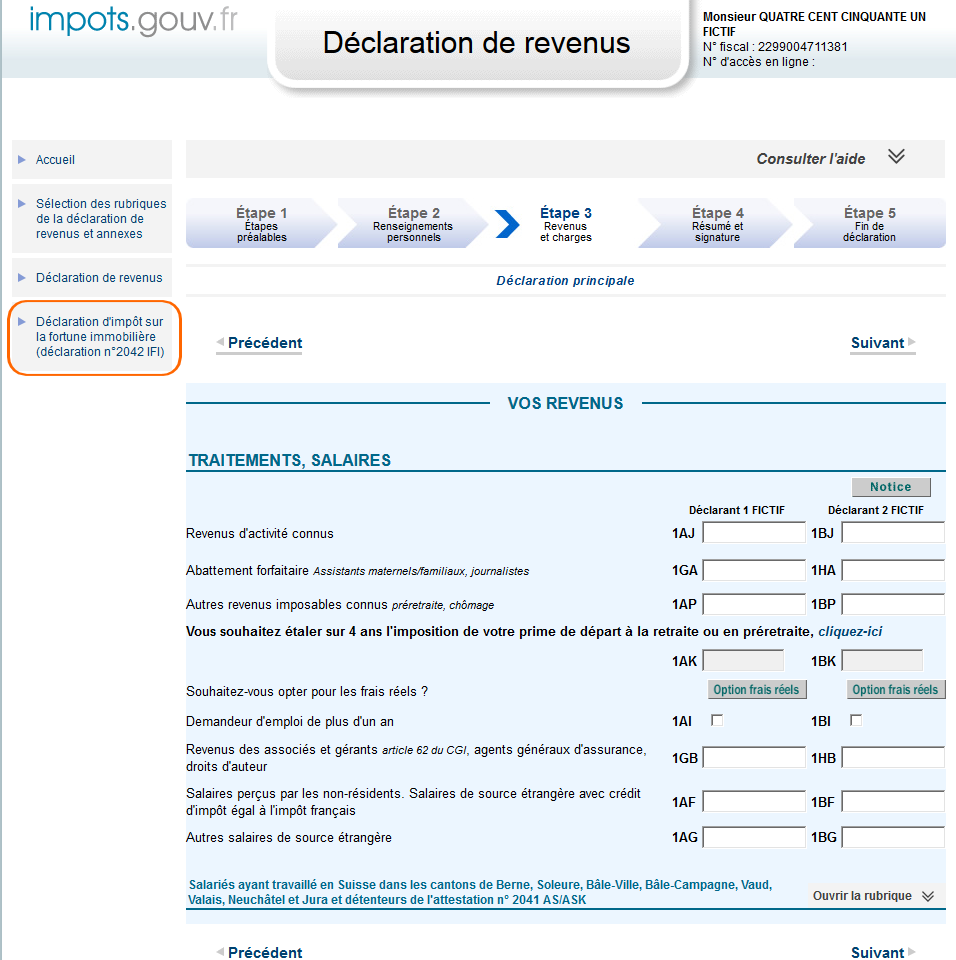 impots.gouv.fr
Déclaration de revenus
Monsieur QUATRE CENT CINQUANTE UN
FICTIF
N° fiscal : 2299004711381
N° d'accès en ligne :
Accueil
Sélection des rubriques
de la déclaration de
revenus et annexes
Déclaration de revenus
Déclaration d'impôt sur
la fortune immobilière
(déclaration n°2042 IFI)
Consulter l'aide
Étape 1
Étapes
préalables
Étape 2
Renseignements
personnels
Étape 3
Revenus
et charges
Étape 4
Résumé et
signature
Étape 5
Fin de
déclaration
Déclaration principale
Précédent
Suivant
VOS REVENUS
TRAITEMENTS, SALAIRES
Notice
Déclarant 1 FICTIF Déclarant 2 FICTIF
Revenus d'activité connus 1AJ 1BJ
Abattement forfaitaire Assistants maternels/familiaux, journalistes 1GA 1HA
Autres revenus imposables connus préretraite, chômage 1AP 1BP
Vous souhaitez étaler sur 4 ans l'imposition de votre prime de départ à la retraite ou en préretraite, cliquez-ici
1AK 1BK
Souhaitez-vous opter pour les frais réels ? Option frais réels Option frais réels
Demandeur d'emploi de plus d'un an 1AI 1BI
Revenus des associés et gérants article 62 du CGI, agents généraux d'assurance,
droits d'auteur 1GB 1HB
Salaires perçus par les non-résidents. Salaires de source étrangère avec crédit
d'impôt égal à l'impôt français 1AF 1BF
Autres salaires de source étrangère 1AG 1BG
Salariés ayant travaillé en Suisse dans les cantons de Berne, Soleure, Bâle-Ville, Bâle-Campagne, Vaud,
Valais, Neuchâtel et Jura et détenteurs de l'attestation n° 2041 AS/ASK
Ouvrir la rubrique
Précédent
Suivant